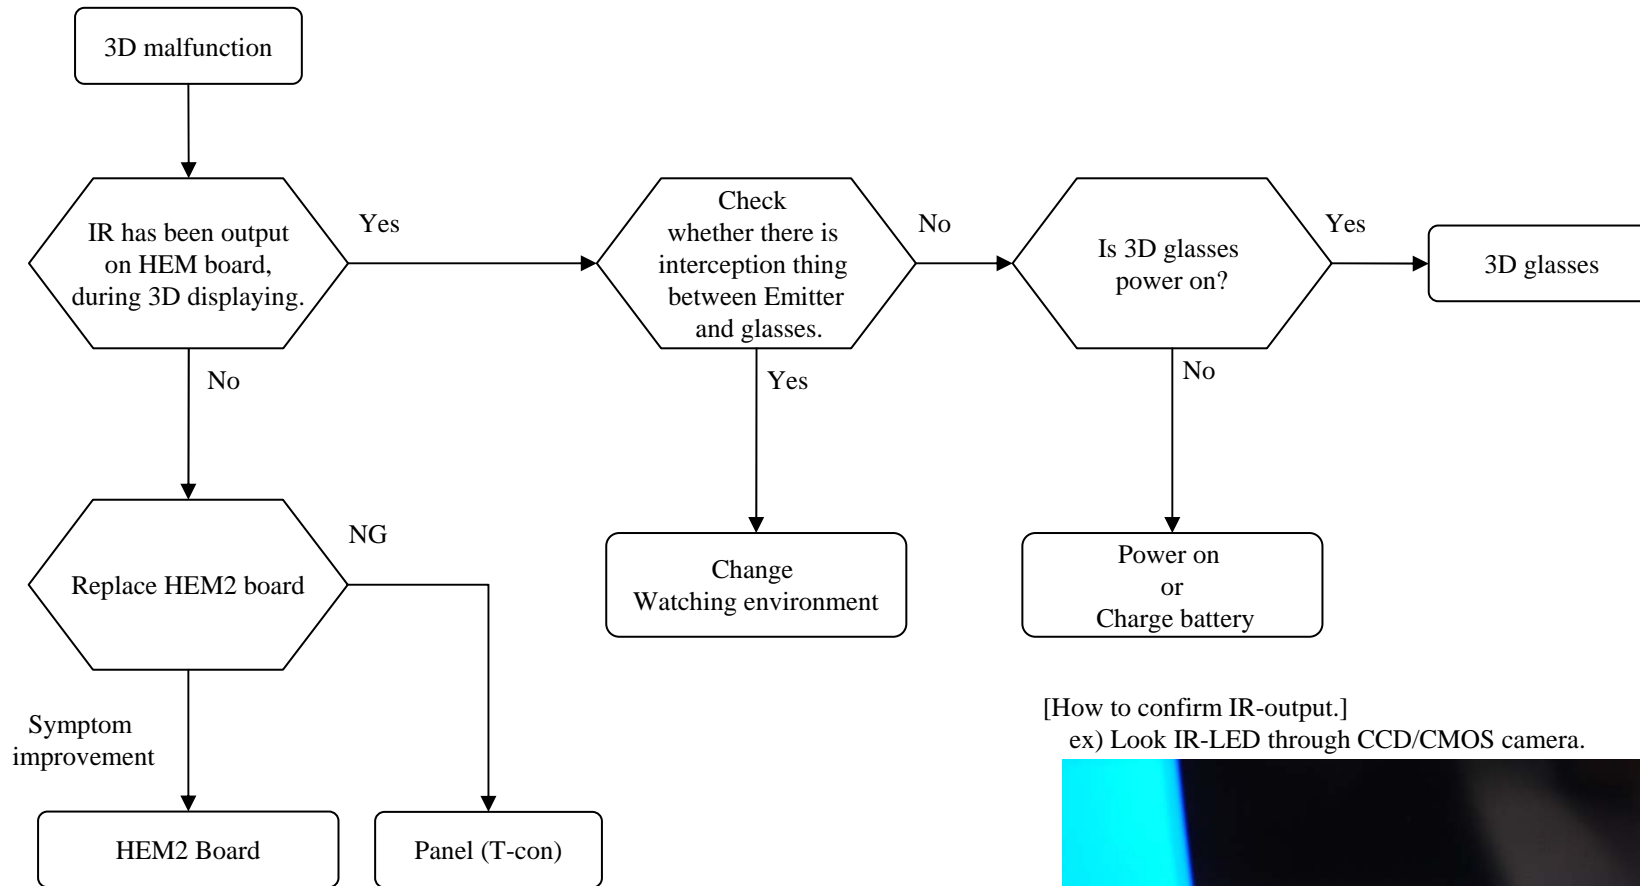 3D malfunction
IR has been output
on HEM board,
during 3D displaying.
Yes
Check
whether there is
interception thing
between Emitter
and glasses.
No
Is 3D glasses
power on?
Yes
3D glasses
No
Yes
No
Replace HEM2 board
NG
Change
Watching environment
Power on
or
Charge battery
Symptom
improvement
HEM2 Board
Panel (T-con)
[How to confirm IR-output.]
ex) Look IR-LED through CCD/CMOS camera.